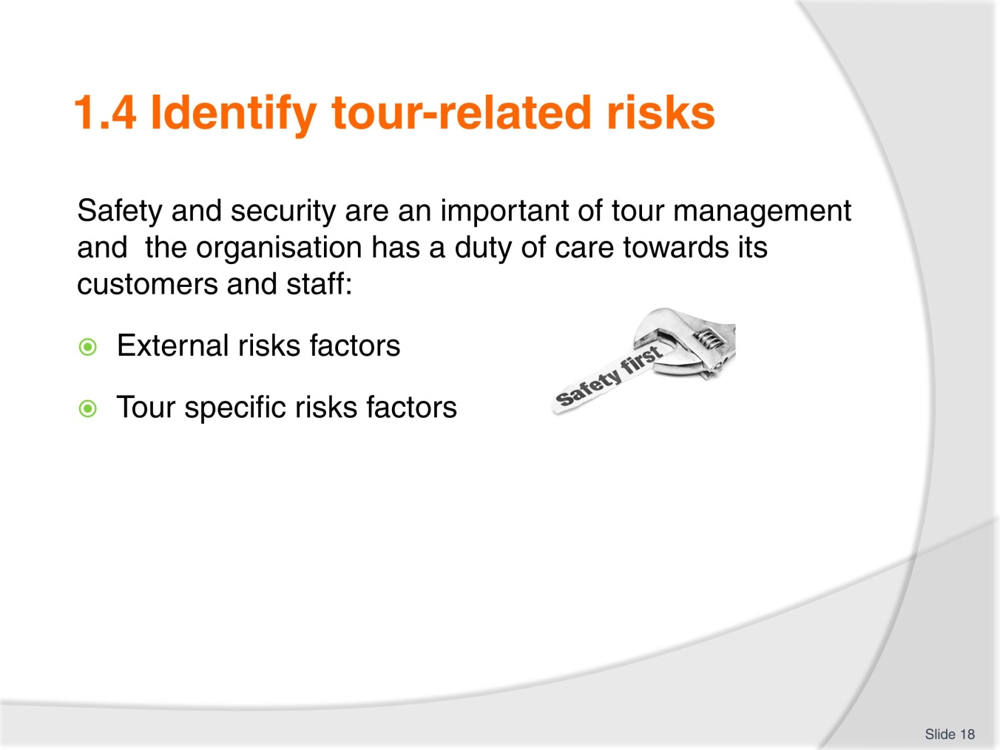 1.4 Identify tour-related risks
Safety and security are an important of tour management
and  the organisation has a duty of care towards its
customers and staff:
External risks factors
Safety first
Tour specific risks factors
Slide 18